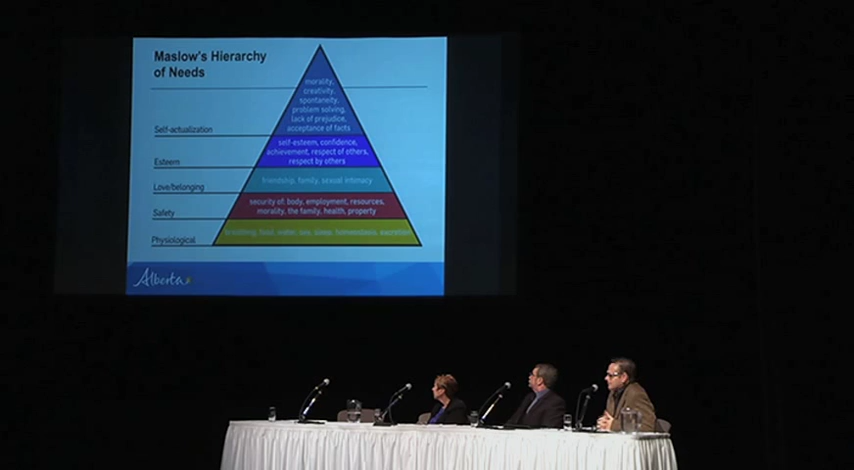 Maslow's Hierarchy
of Needs
morality,
creativity,
spontaneity,
problem solving,
lack of prejudice,
acceptance of facts
Self-actualization
self-esteem, confidence,
achievement, respect of others,
respect by others
Esteem
friendship, family, sexual intimacy
Love/belonging
security of: body, employment, resources,
morality, the family, health, property
Safety
breathing, food, water, sex, sleep, homeostasis, excretion
Physiological
Alberta